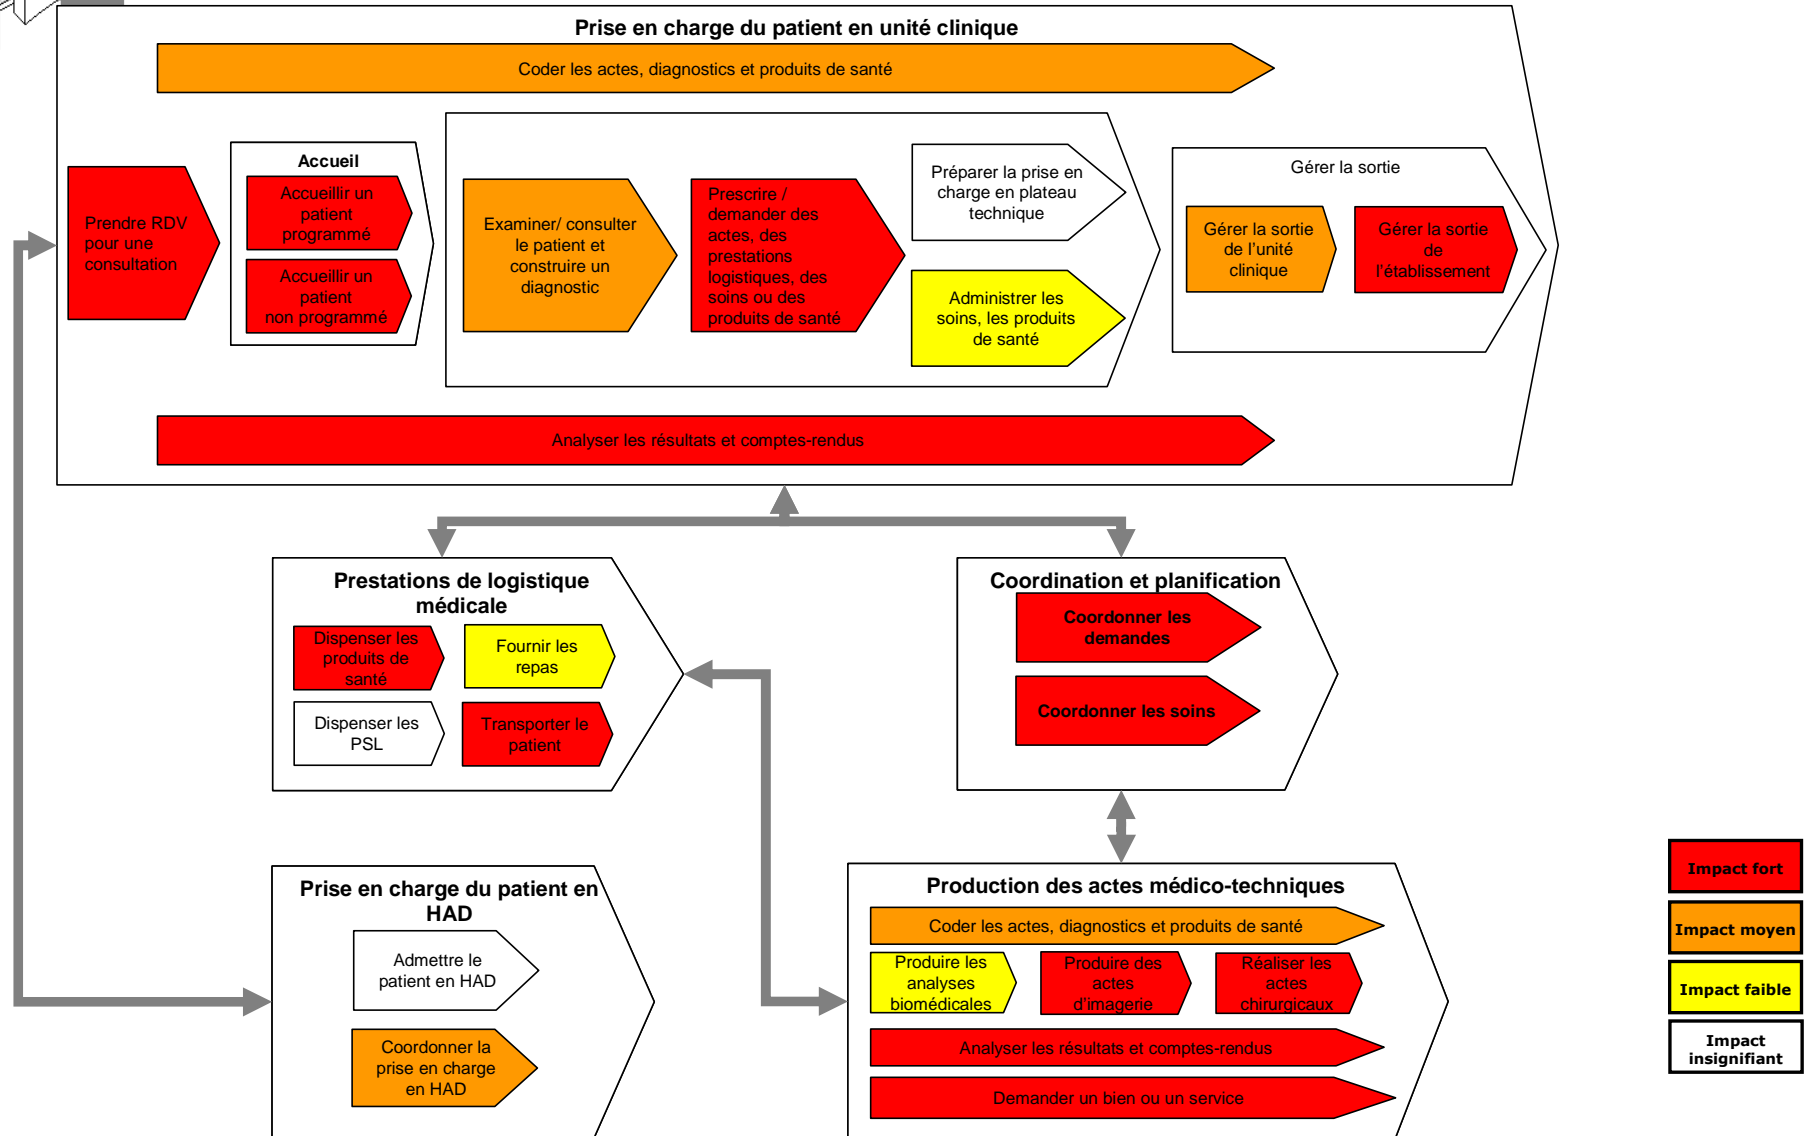 Prise en charge du patient en unité clinique
Coder les actes, diagnostics et produits de santé
Prendre RDV
pour une
consultation
Accueil
Accueillir un
patient
programmé
Accueillir un
patient
non programmé
Examiner/ consulter
le patient et
construire un
diagnostic
Prescrire /
demander des
actes, des
prestations
logistiques, des
soins ou des
produits de santé
Préparer la prise en
charge en plateau
technique
Administrer les
soins, les produits
de santé
Gérer la sortie
Gérer la sortie
de l'unité
clinique
Gérer la sortie
de
l'établissement
Analyser les résultats et comptes-rendus
Prestations de logistique
médicale
Dispenser les
produits de
santé
Fournir les
repas
Dispenser les
PSL
Transporter le
patient
Coordination et planification
Coordonner les
demandes
Coordonner les soins
Prise en charge du patient en
HAD
Admettre le
patient en HAD
Coordonner la
prise en charge
en HAD
Production des actes médico-techniques
Coder les actes, diagnostics et produits de santé
Produire les
analyses
biomédicales
Produire des
actes
d'imagerie
Réaliser les
actes
chirurgicaux
Analyser les résultats et comptes-rendus
Demander un bien ou un service
Impact fort
Impact moyen
Impact faible
Impact
insignifiant